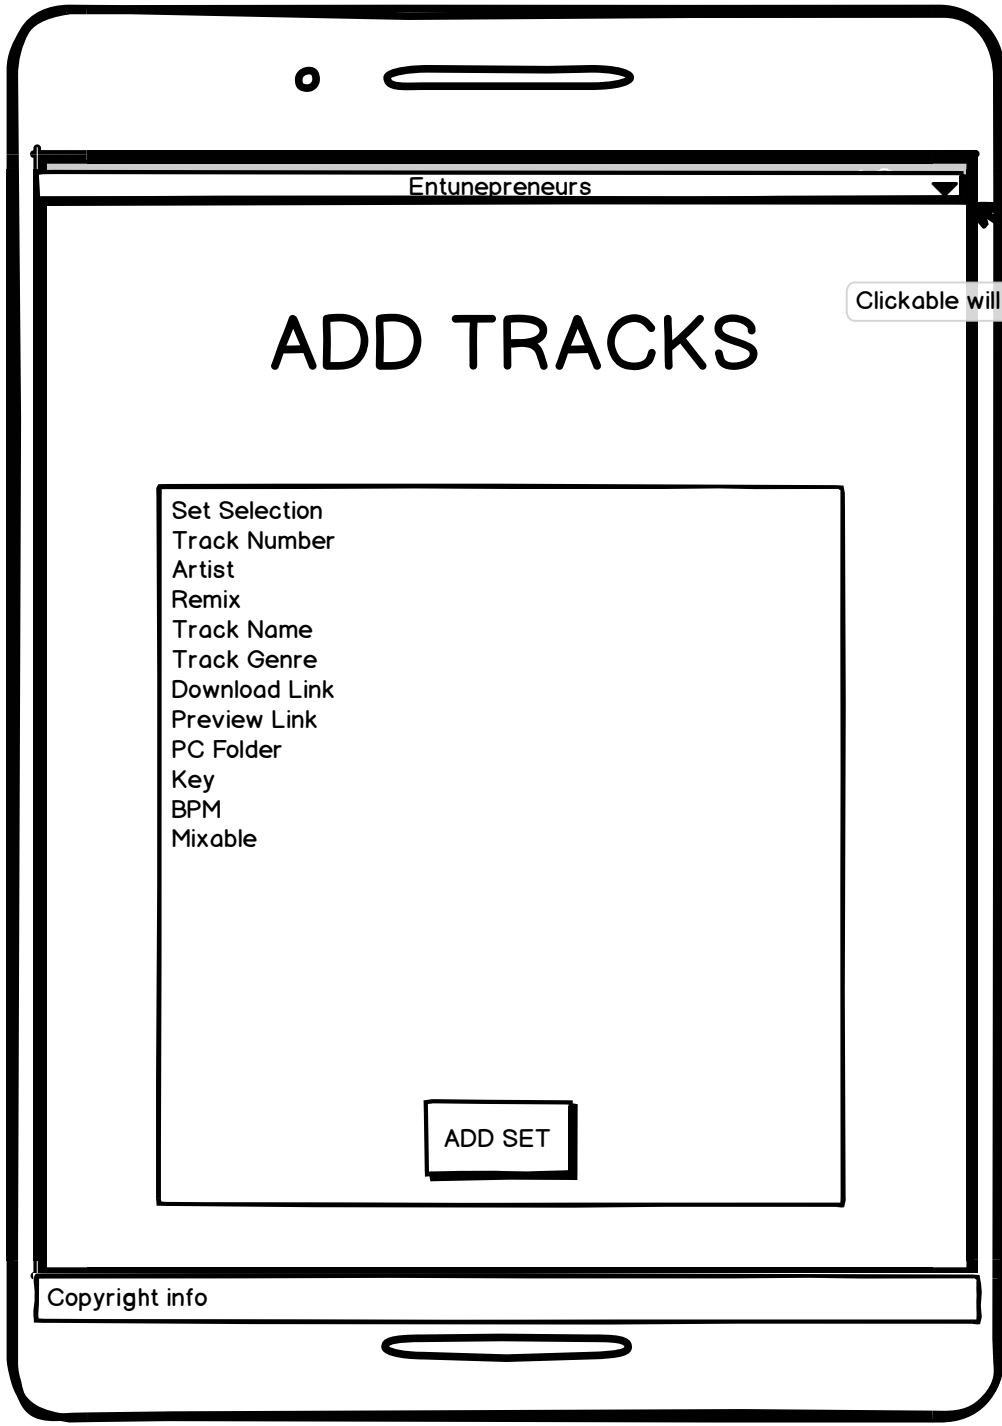 Entunepreneurs
Clickable will
ADD TRACKS
Set Selection
Track Number
Artist
Remix
Track Name
Track Genre
Download Link
Preview Link
PC Folder
Key
BPM
Mixable
ADD SET
Copyright info